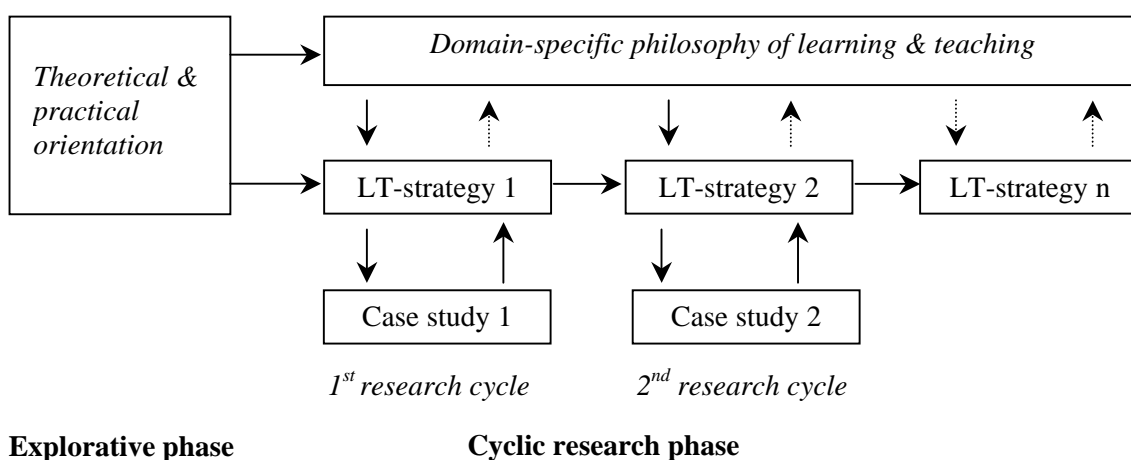 Domain-specific philosophy of learning & teaching
Theoretical &
practical
orientation
LT-strategy 1
LT-strategy 2
LT-strategy n
Case study 1
Case study 2
1st research cycle
2nd research cycle
Explorative phase
Cyclic research phase